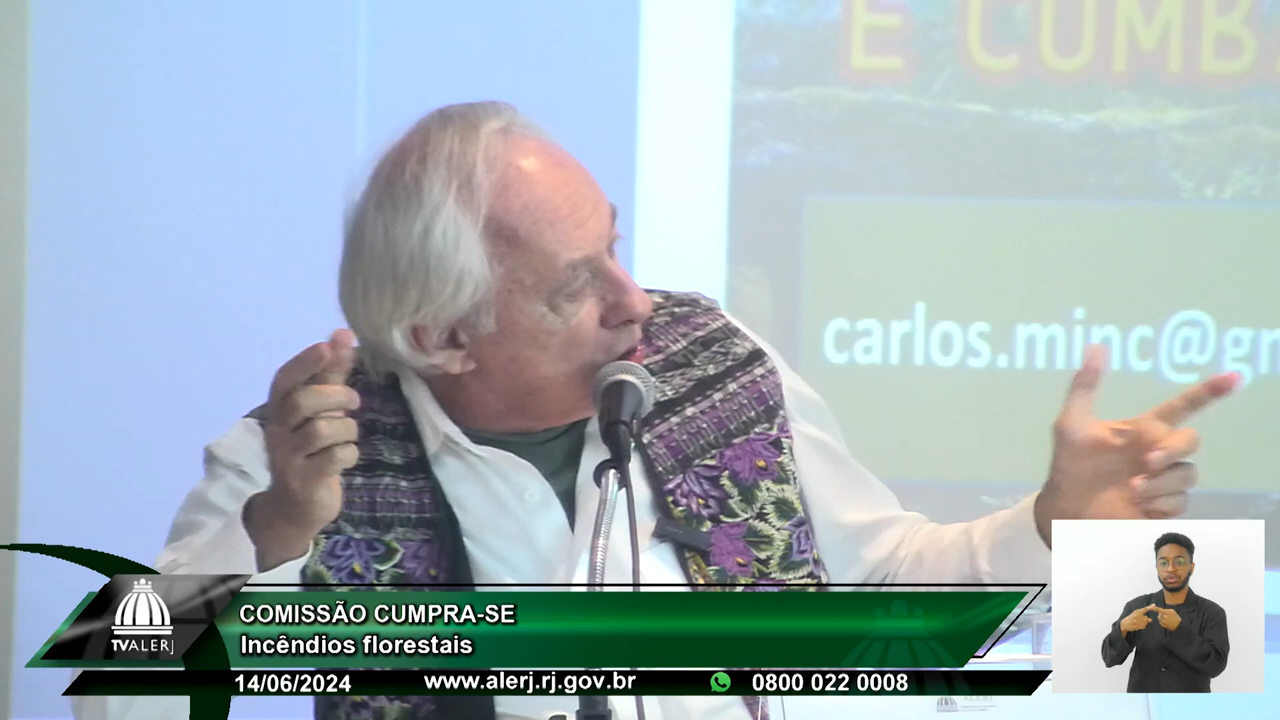 E CUMB
carlos.minc@gm
COMISSÃO CUMPRA-SE
Incêndios florestais
TVALERJ
14/06/2024 www.alerj.rj.gov.br 0800 022 0008